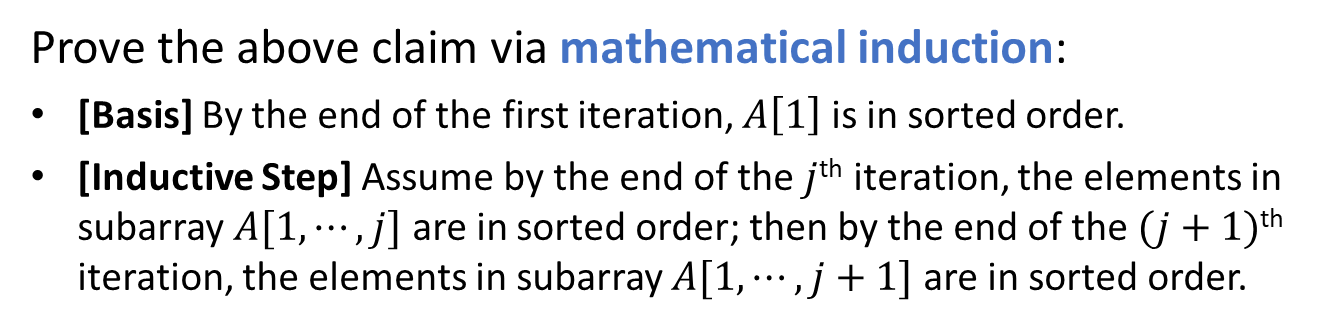 Prove the above claim via mathematical induction:
• [Basis] By the end of the first iteration, A[1] is in sorted order.
• [Inductive Step] Assume by the end of the jᵗʰ iteration, the elements in
subarray A[1, ⋯, j] are in sorted order; then by the end of the (j + 1)ᵗʰ
iteration, the elements in subarray A[1, ⋯, j + 1] are in sorted order.